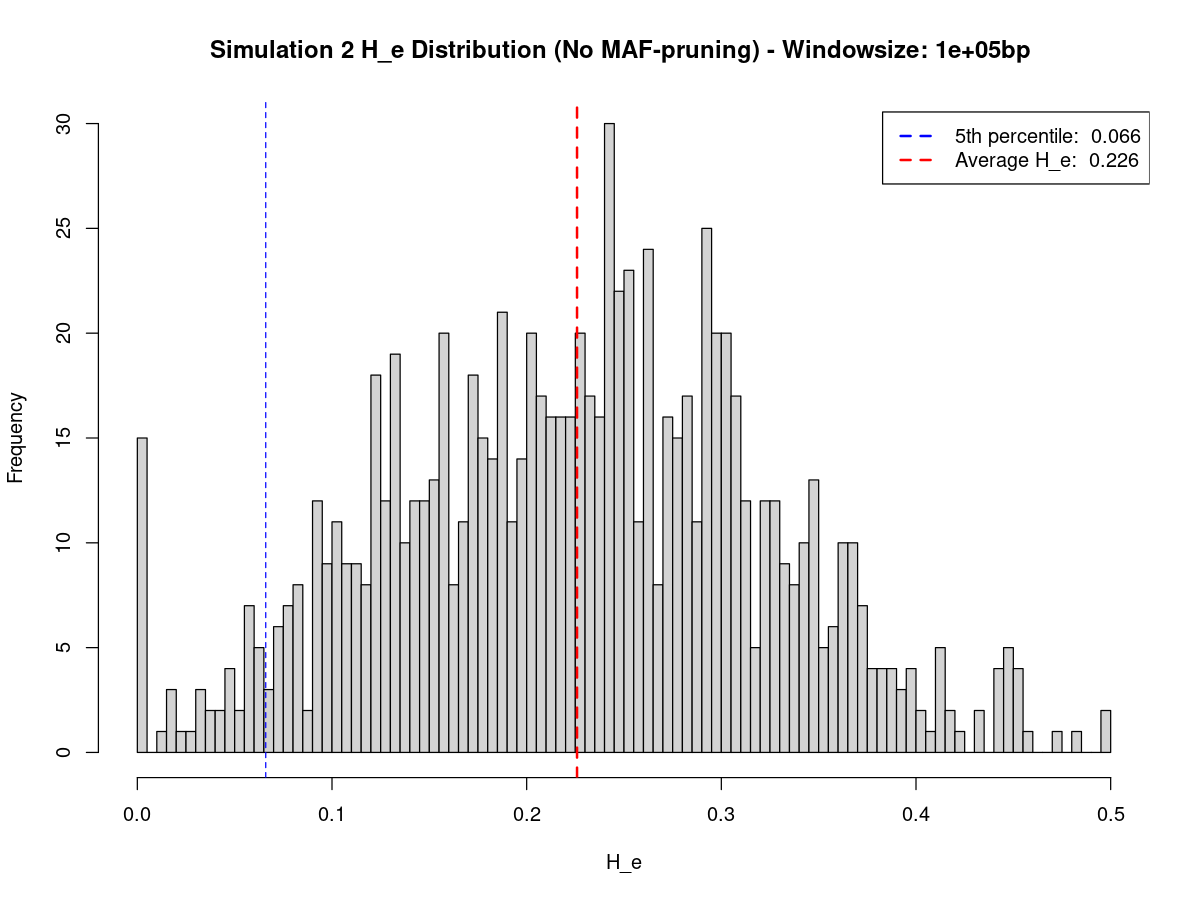 Simulation 2 H_e Distribution (No MAF-pruning) - Windowsize: 1e+05bp
5th percentile: 0.066
Average H_e: 0.226
Frequency
30
25
20
15
10
5
0
0.0 0.1 0.2 0.3 0.4 0.5
H_e